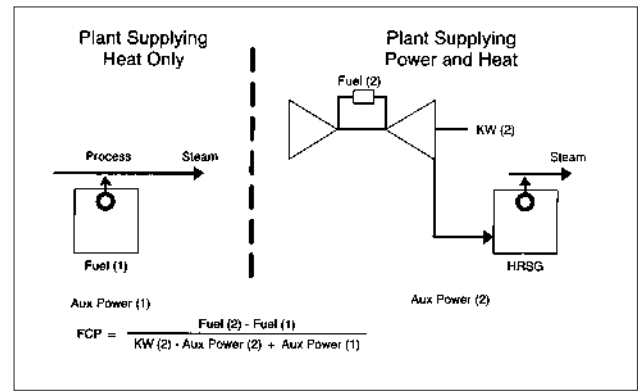 Plant Supplying
Heat Only
Plant Supplying
Power and Heat
Fuel (2)
KW (2)
Process
Steam
Steam
Fuel (1)
HRSG
Aux Power (1)
Aux Power (2)
FCP = Fuel (2) - Fuel (1)
KW (2) - Aux Power (2) + Aux Power (1)